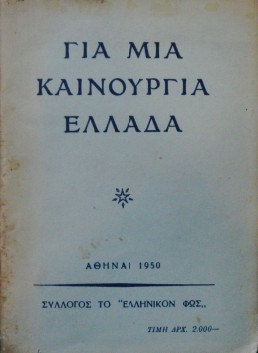 ΓΙΑ ΜΙΑ
ΚΑΙΝΟΥΡΓΙΑ
ΕΛΛΑΔΑ
ΑΘΗΝΑΙ 1950
ΣΥΛΛΟΓΟΣ ΤΟ "ΕΛΛΗΝΙΚΟΝ ΦΩΣ„
ΤΙΜΗ ΔΡΧ. 2.000—